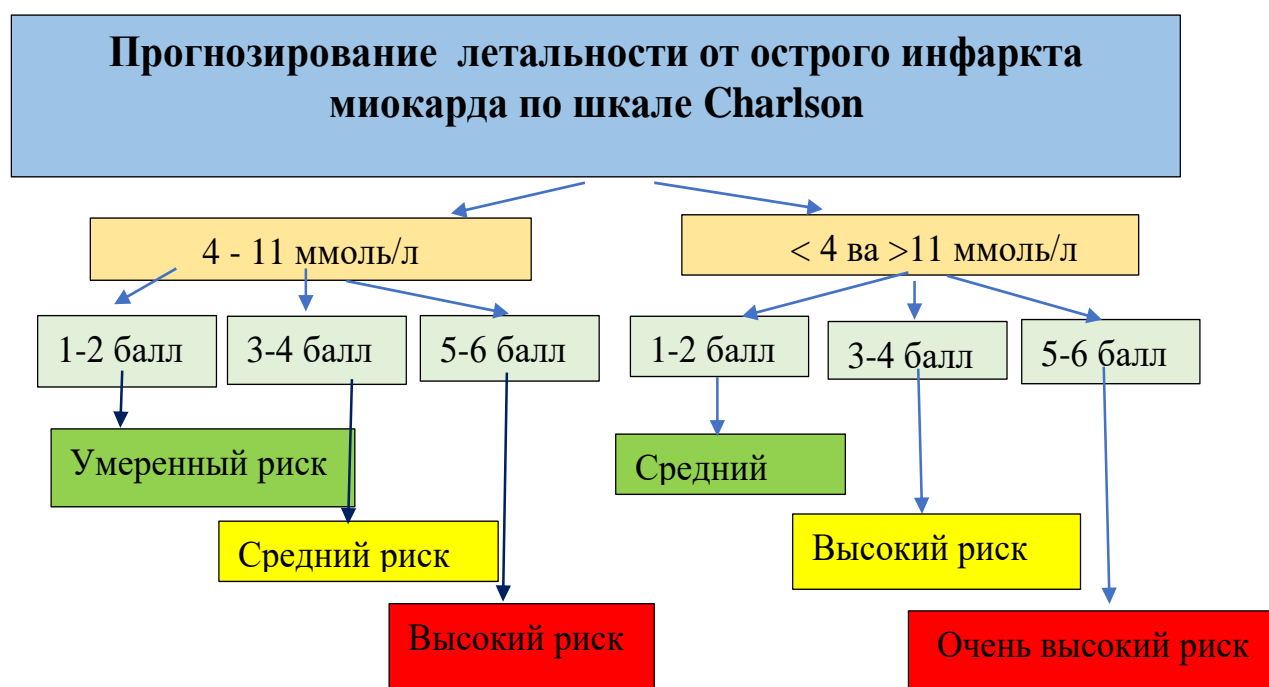 Прогнозирование летальности от острого инфаркта
миокарда по шкале Charlson
4 - 11 ммоль/л
< 4 ва >11 ммоль/л
1-2 балл
3-4 балл
5-6 балл
1-2 балл
3-4 балл
5-6 балл
Умеренный риск
Средний
Средний риск
Высокий риск
Высокий риск
Очень высокий риск